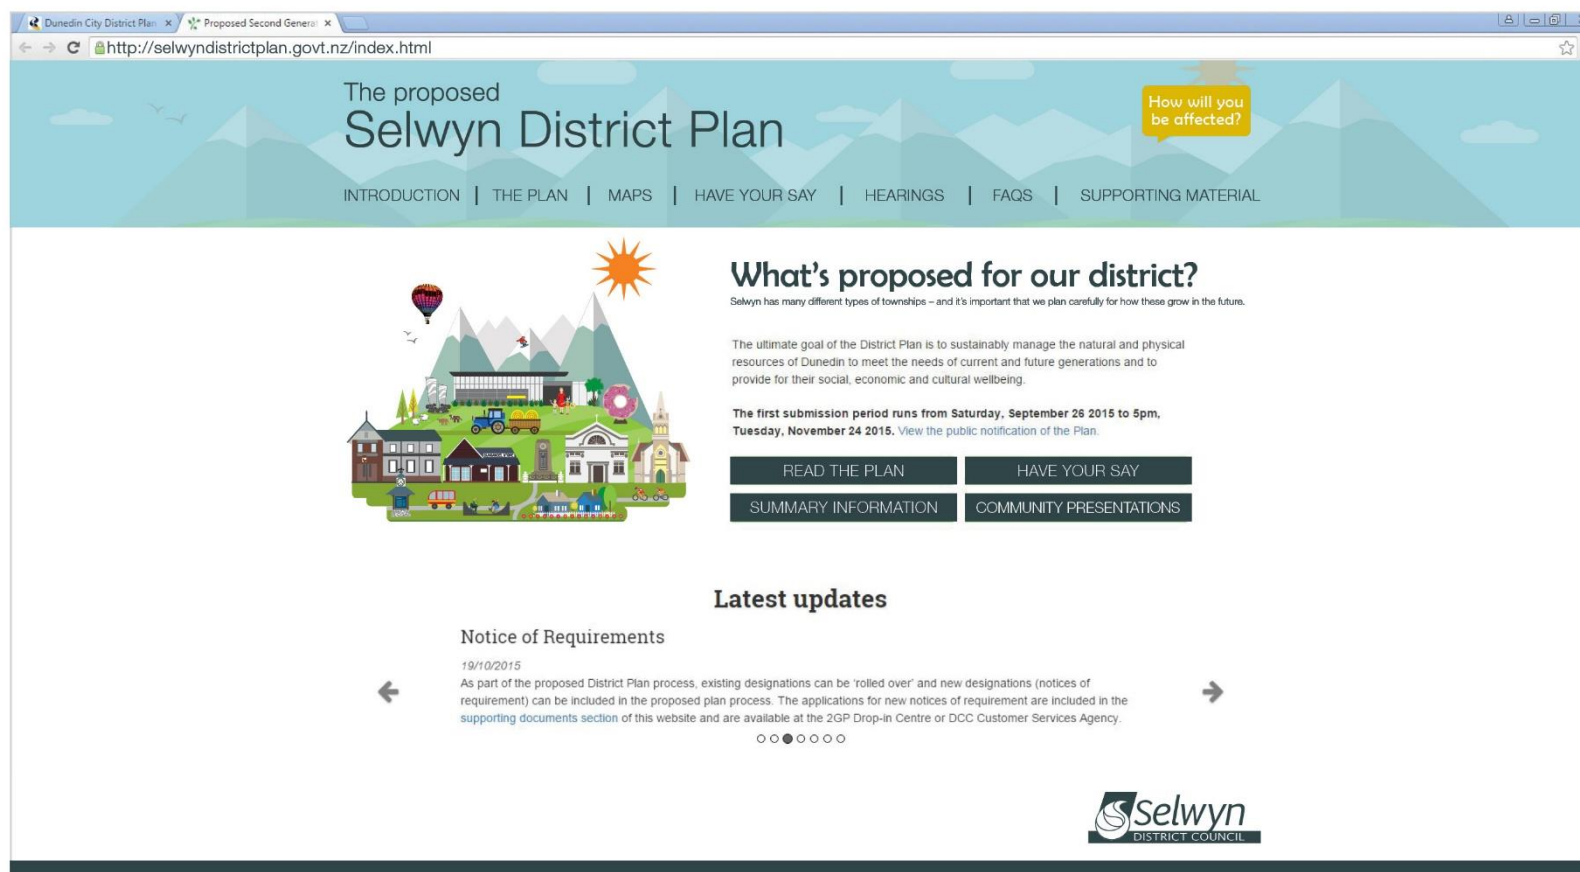 Dunedin City District Plan
Proposed Second Genera
http://selwyndistrictplan.govt.nz/index.html
The proposed
Selwyn District Plan
How will you
be affected?
INTRODUCTION | THE PLAN | MAPS | HAVE YOUR SAY | HEARINGS | FAQS | SUPPORTING MATERIAL
What's proposed for our district?
Selwyn has many different types of townships – and it's important that we plan carefully for how these grow in the future.
The ultimate goal of the District Plan is to sustainably manage the natural and physical
resources of Dunedin to meet the needs of current and future generations and to
provide for their social, economic and cultural wellbeing.
The first submission period runs from Saturday, September 26 2015 to 5pm,
Tuesday, November 24 2015. View the public notification of the Plan.
READ THE PLAN
HAVE YOUR SAY
SUMMARY INFORMATION
COMMUNITY PRESENTATIONS
Latest updates
Notice of Requirements
19/10/2015
As part of the proposed District Plan process, existing designations can be 'rolled over' and new designations (notices of
requirement) can be included in the proposed plan process. The applications for new notices of requirement are included in the
supporting documents section of this website and are available at the 2GP Drop-in Centre or DCC Customer Services Agency.
Selwyn
DISTRICT COUNCIL